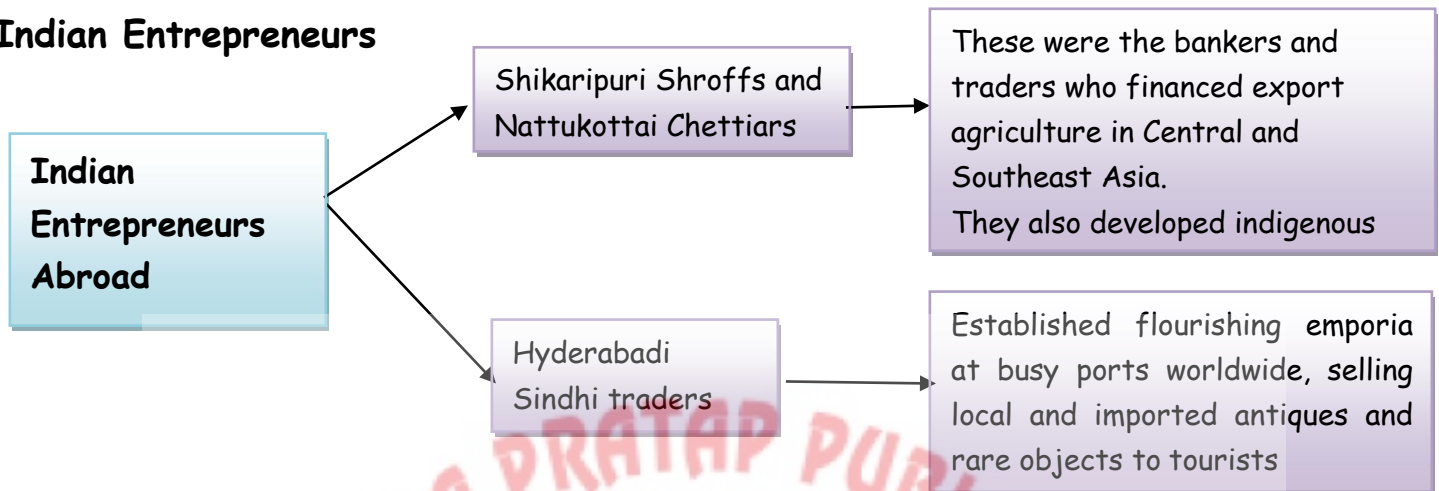 Indian Entrepreneurs
Indian
Entrepreneurs
Abroad
Shikaripuri Shroffs and
Nattukottai Chettiars
These were the bankers and
traders who financed export
agriculture in Central and
Southeast Asia.
They also developed indigenous
Hyderabadi
Sindhi traders
Established flourishing emporia
at busy ports worldwide, selling
local and imported antiques and
rare objects to tourists
PRATAP